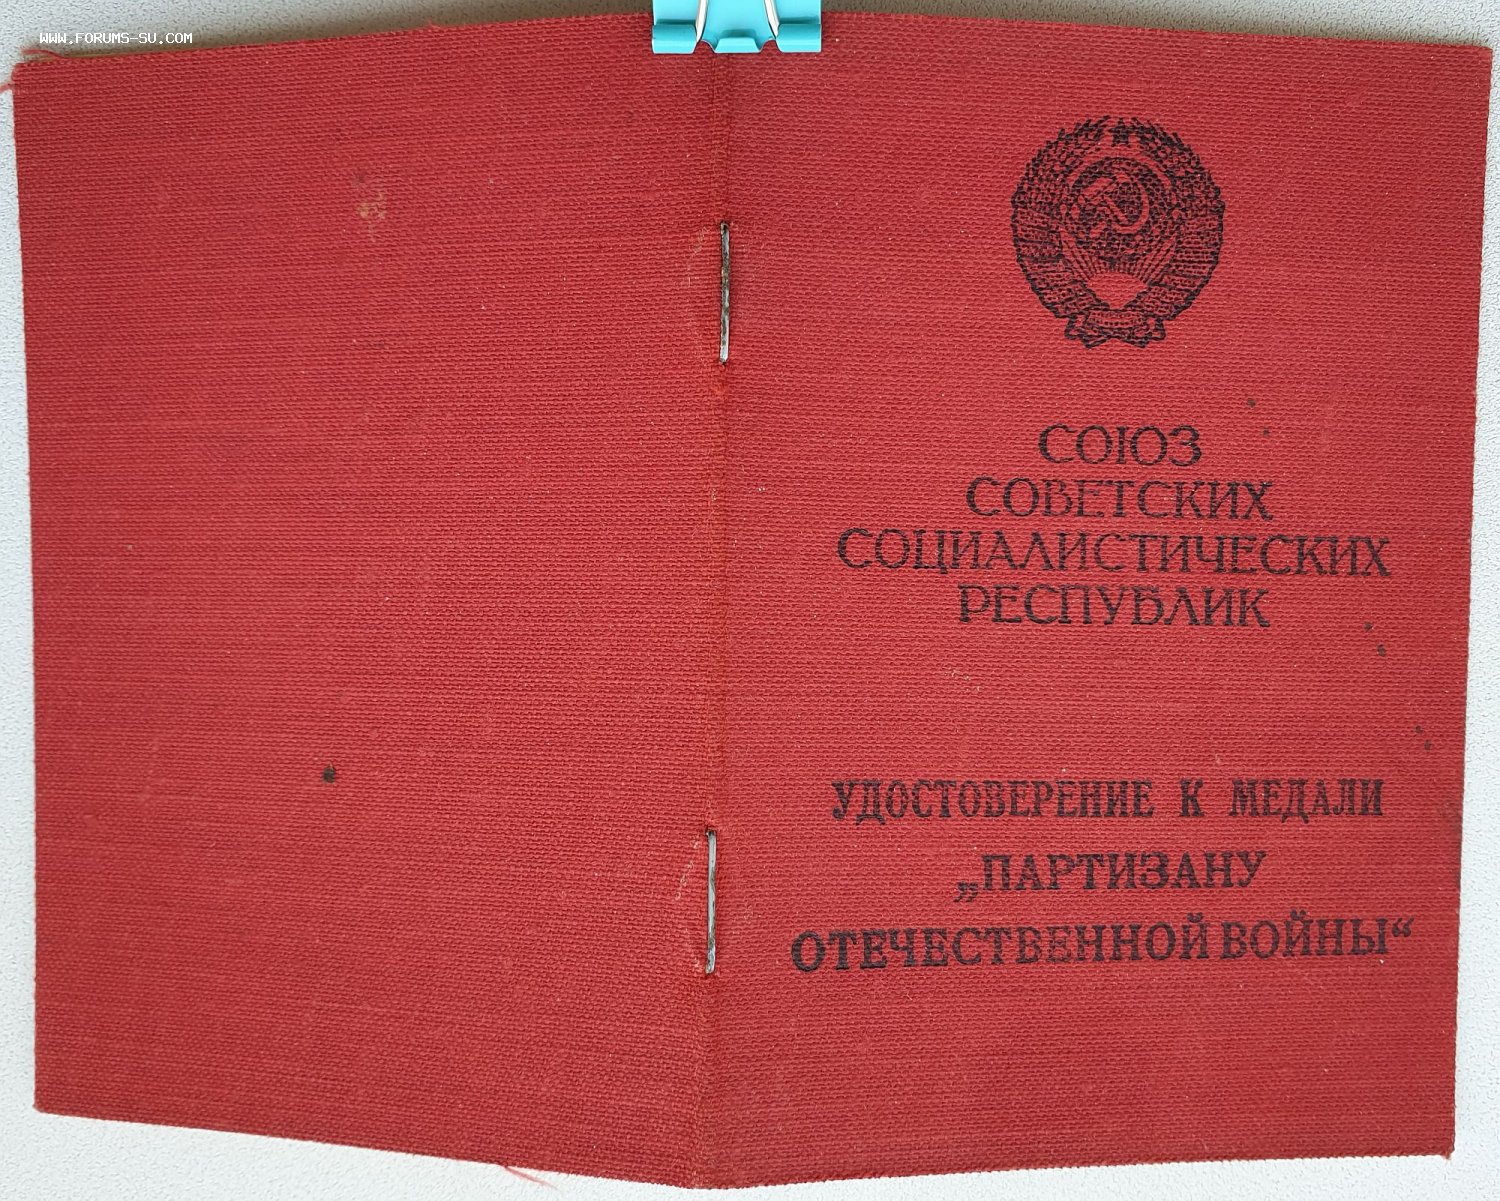 WWW.FORUMS-SU.COM
СОЮЗ
СОВЕТСКИХ
СОЦИАЛИСТИЧЕСКИХ
РЕСПУБЛИК
УДОСТОВЕРЕНИЕ К МЕДАЛИ
„ПАРТИЗАНУ
ОТЕЧЕСТВЕННОЙ ВОЙНЫ“